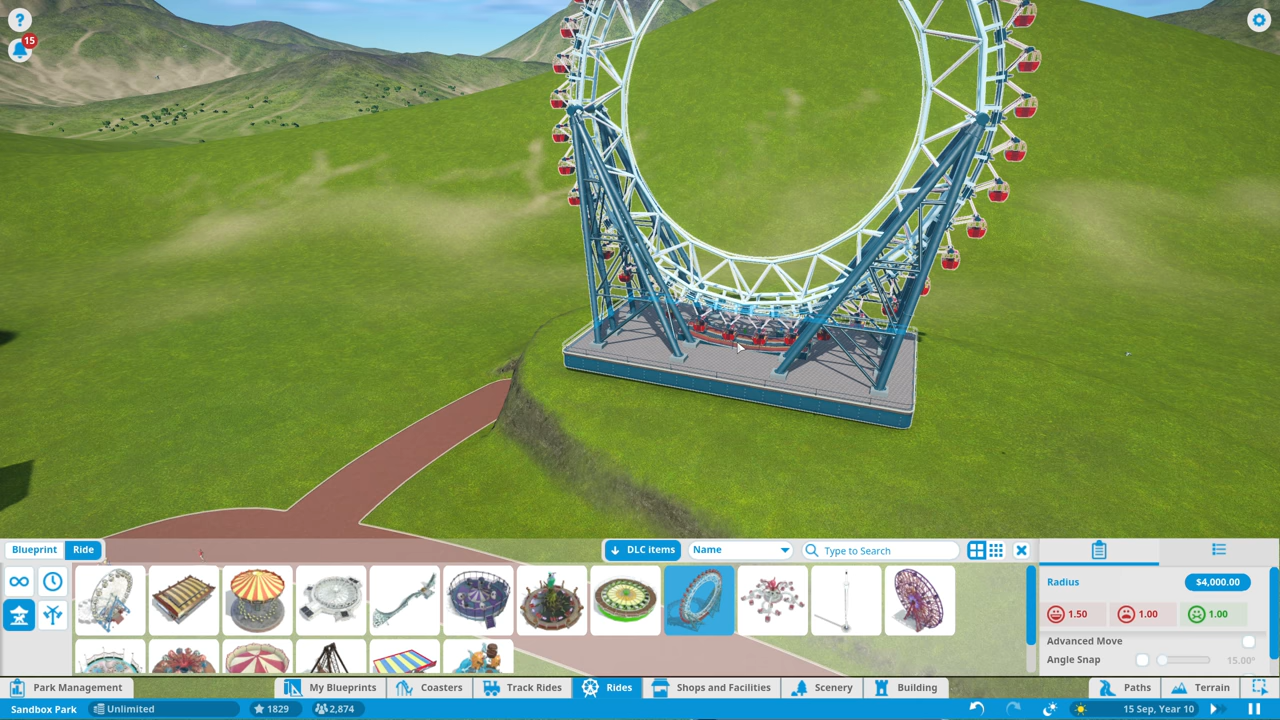 ?
15
Blueprint
Ride
DLC items
Name
Type to Search
Radius
$4,000.00
1.50
1.00
1.00
Advanced Move
Angle Snap
15.00°
Park Management
My Blueprints
Coasters
Track Rides
Rides
Shops and Facilities
Scenery
Building
Paths
Terrain
Sandbox Park
Unlimited
1829
2,874
15 Sep, Year 10